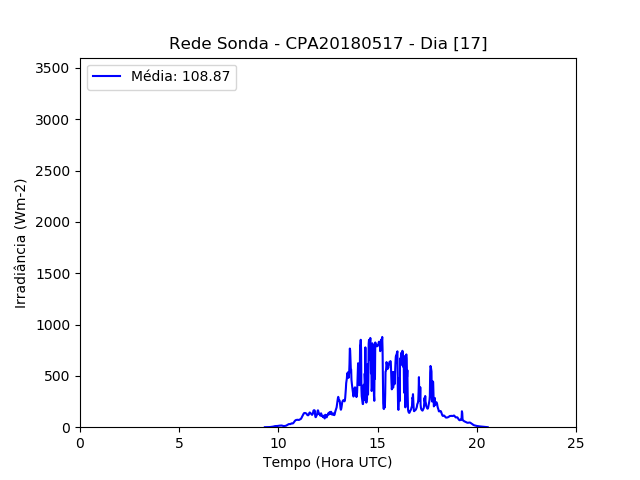 Rede Sonda - CPA20180517 - Dia [17]
Média: 108.87
3500
3000
2500
2000
1500
1000
500
0
0 5 10 15 20 25
Irradiância (Wm-2)
Tempo (Hora UTC)